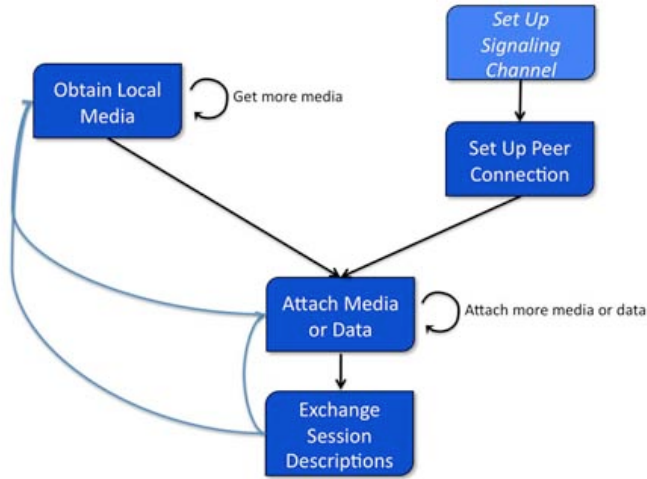 Set Up
Signaling
Channel
Obtain Local
Media
Get more media
Set Up Peer
Connection
Attach Media
or Data
Attach more media or data
Exchange
Session
Descriptions